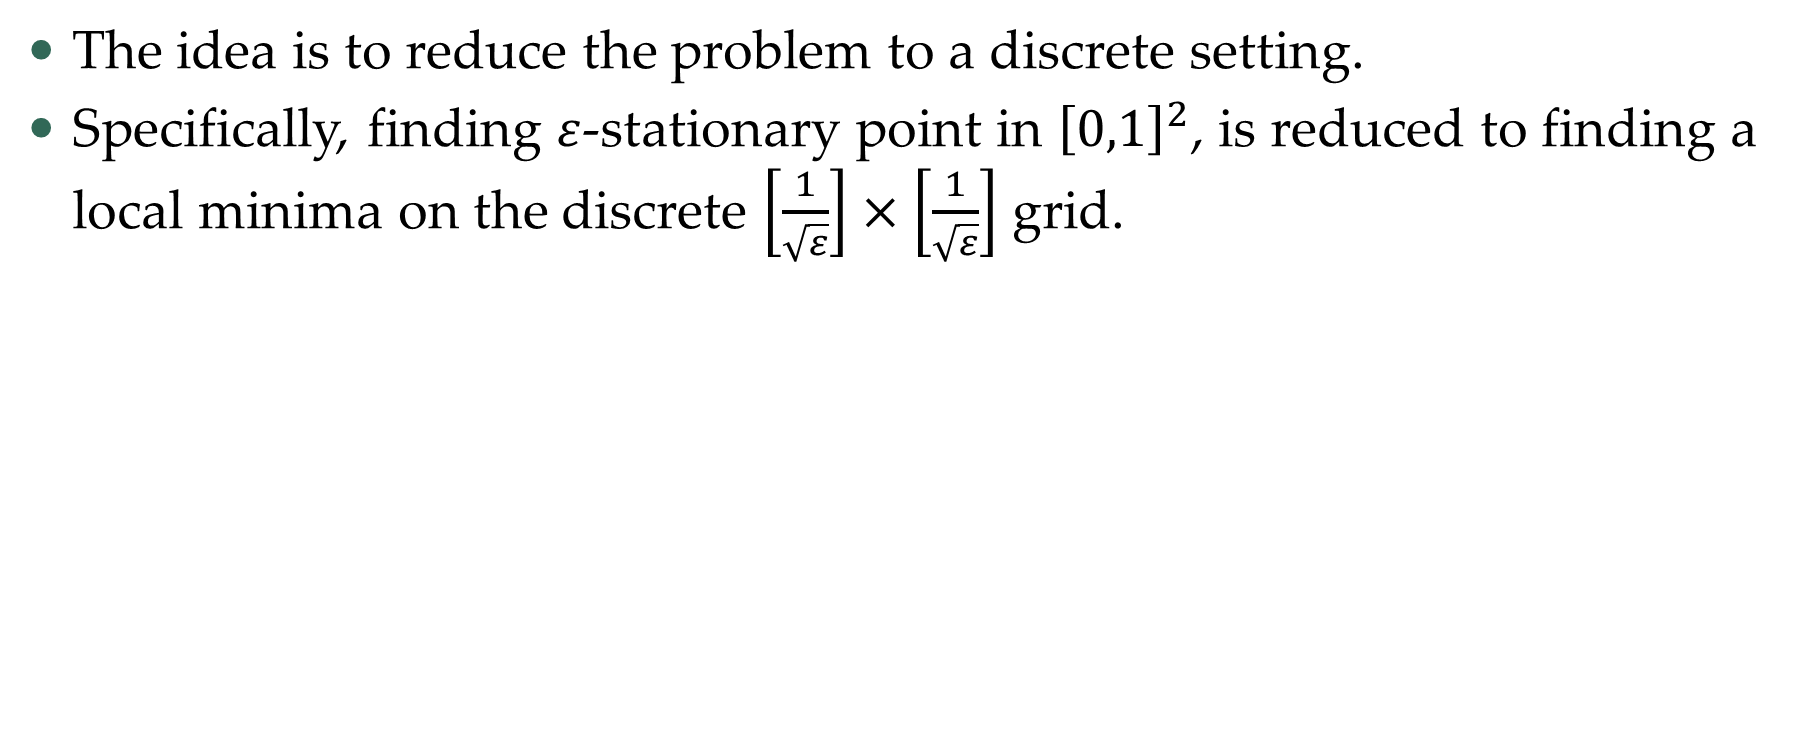 • The idea is to reduce the problem to a discrete setting.
• Specifically, finding ε-stationary point in [0,1]², is reduced to finding a
local minima on the discrete [1/√ε] × [1/√ε] grid.